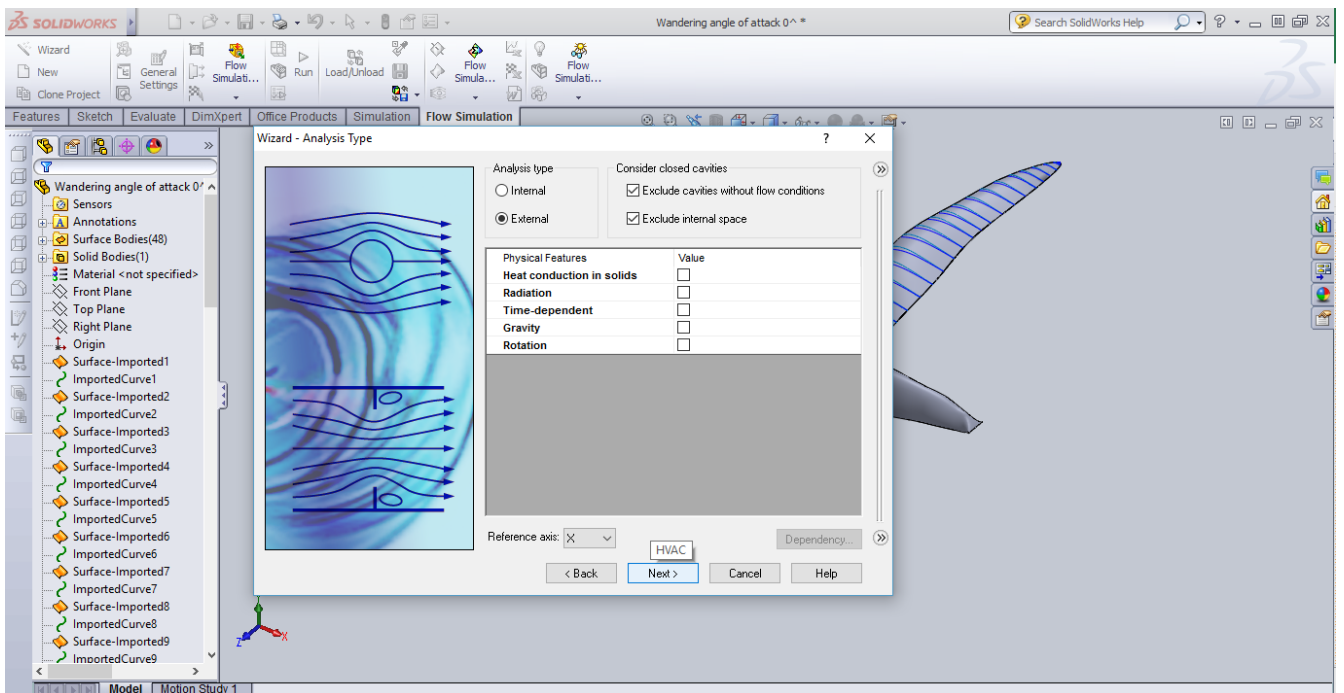 SOLIDWORKS
Wandering angle of attack 0^ *
Search SolidWorks Help
Wizard
New
Clone Project
General
Settings
Flow
Simulati...
Run
Load/Unload
Flow
Simula...
Flow
Simulati...
Features
Sketch
Evaluate
DimXpert
Office Products
Simulation
Flow Simulation
Wizard - Analysis Type
?
Analysis type
Internal
External
Consider closed cavities
Exclude cavities without flow conditions
Exclude internal space
Physical Features
Value
Heat conduction in solids
Radiation
Time-dependent
Gravity
Rotation
Reference axis: X
Dependency...
HVAC
< Back
Next >
Cancel
Help
Wandering angle of attack 0^
Sensors
Annotations
Surface Bodies(48)
Solid Bodies(1)
Material <not specified>
Front Plane
Top Plane
Right Plane
Origin
Surface-Imported1
ImportedCurve1
Surface-Imported2
ImportedCurve2
Surface-Imported3
ImportedCurve3
Surface-Imported4
ImportedCurve4
Surface-Imported5
ImportedCurve5
Surface-Imported6
ImportedCurve6
Surface-Imported7
ImportedCurve7
Surface-Imported8
ImportedCurve8
Surface-Imported9
ImportedCurve9
Z
X
Model
Motion Study 1